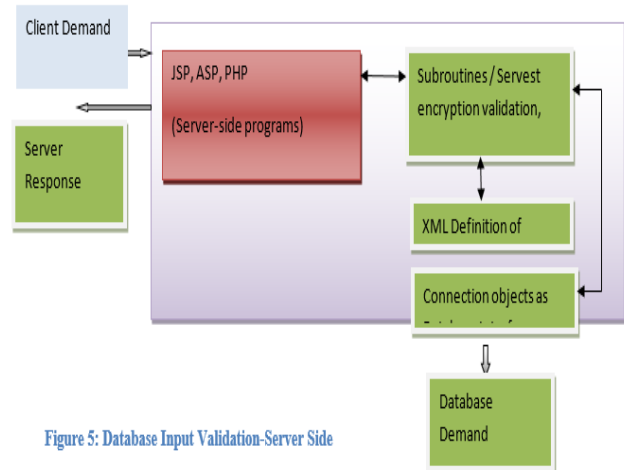 Client Demand
JSP, ASP, PHP
(Server-side programs)
Subroutines / Servest
encryption validation,
Server
Response
XML Definition of
Connection objects as
Database
Demand
Figure 5: Database Input Validation-Server Side